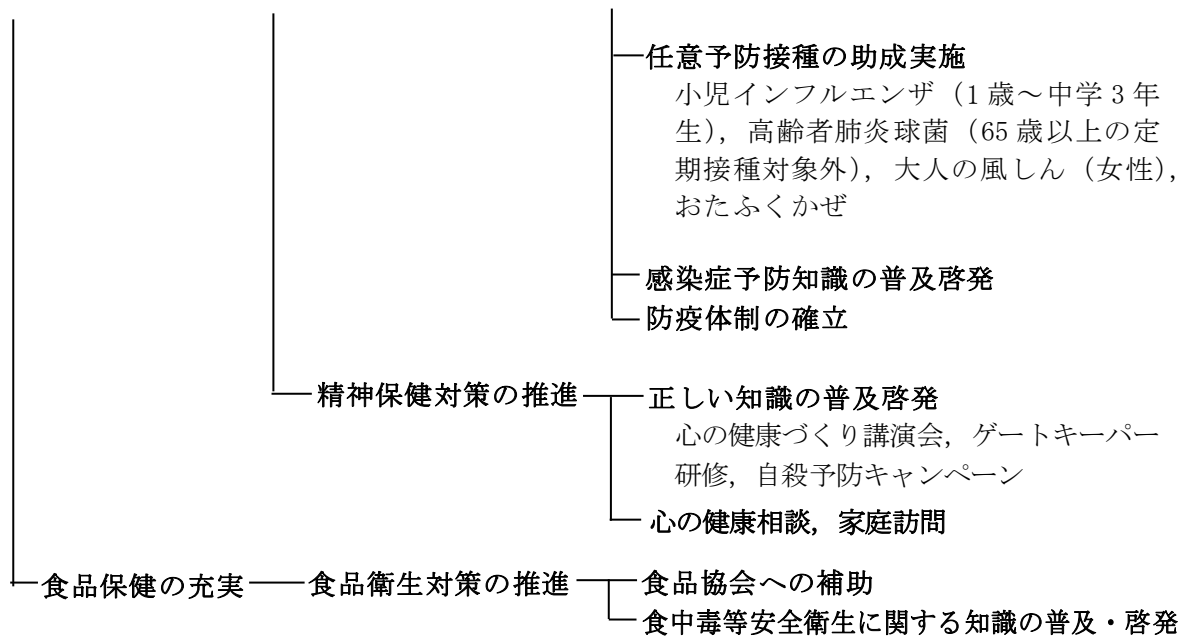 任意予防接種の助成実施
小児インフルエンザ（1歳～中学3年
生），高齢者肺炎球菌（65歳以上の定
期接種対象外），大人の風しん（女性），
おたふくかぜ
感染症予防知識の普及啓発
防疫体制の確立
精神保健対策の推進 正しい知識の普及啓発
心の健康づくり講演会，ゲートキーパー
研修，自殺予防キャンペーン
心の健康相談，家庭訪問
食品保健の充実 食品衛生対策の推進 食品協会への補助
食中毒等安全衛生に関する知識の普及・啓発